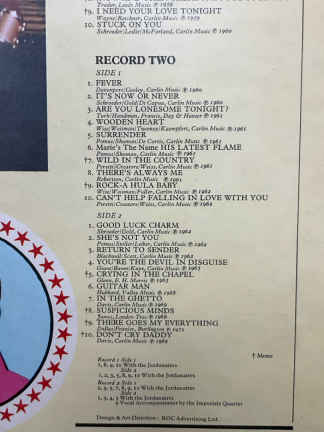 Trader, Leeds Music ℗ 1959
†9. I NEED YOUR LOVE TONIGHT
Wayne/Reichner, Carlin Music ℗ 1959
10. STUCK ON YOU
Schroeder/Leslie/McFarland, Carlin Music ℗ 1960
RECORD TWO
SIDE 1
1. FEVER
Davenport/Cooley, Carlin Music ℗ 1960
2. IT'S NOW OR NEVER
Schroeder/Gold/Di Capua, Carlin Music ℗ 1960
3. ARE YOU LONESOME TONIGHT?
Turk/Handman, Francis, Day & Hunter ℗ 1961
4. WOODEN HEART
Wise/Weisman/Twomey/Kaempfert, Carlin Music ℗ 1961
5. SURRENDER
Pomus/Shuman/De Curtis, Carlin Music ℗ 1961
6. Marie's The Name HIS LATEST FLAME
Pomus/Shuman, Carlin Music ℗ 1961
†7. WILD IN THE COUNTRY
Peretti/Creatore/Weiss, Carlin Music ℗ 1961
8. THERE'S ALWAYS ME
Robertson, Carlin Music ℗ 1961
†9. ROCK-A HULA BABY
Wise/Weisman/Fuller, Carlin Music ℗ 1962
10. CAN'T HELP FALLING IN LOVE WITH YOU
Peretti/Creatore/Weiss, Carlin Music ℗ 1962
SIDE 2
1. GOOD LUCK CHARM
Shroeder/Gold, Carlin Music ℗ 1962
2. SHE'S NOT YOU
Pomus/Stoller/Leiber, Carlin Music ℗ 1962
3. RETURN TO SENDER
Blackwell/Scott, Carlin Music ℗ 1962
4. YOU'RE THE DEVIL IN DISGUISE
Giant/Baum/Kaye, Carlin Music ℗ 1963
†5. CRYING IN THE CHAPEL
Glenn, E. H. Morris ℗ 1965
6. GUITAR MAN
Hubbard, Valley Music ℗ 1968
7. IN THE GHETTO
Davis, Carlin Music ℗ 1969
†8. SUSPICIOUS MINDS
James, London Tree ℗ 1969
†9. THERE GOES MY EVERYTHING
Dallas/Frazier, Burlington ℗ 1971
†10. DON'T CRY DADDY
Davis, Carlin Music ℗ 1969
† Mono
Record 1 Side 1
With the Jordanaires
Side 2
With the Jordanaires
Record 2 Side 1
With the Jordanaires
Side 2
With the Jordanaires
Vocal Accompaniment by the Imperials Quartet
Design & Art Direction: ROC Advertising Ltd.